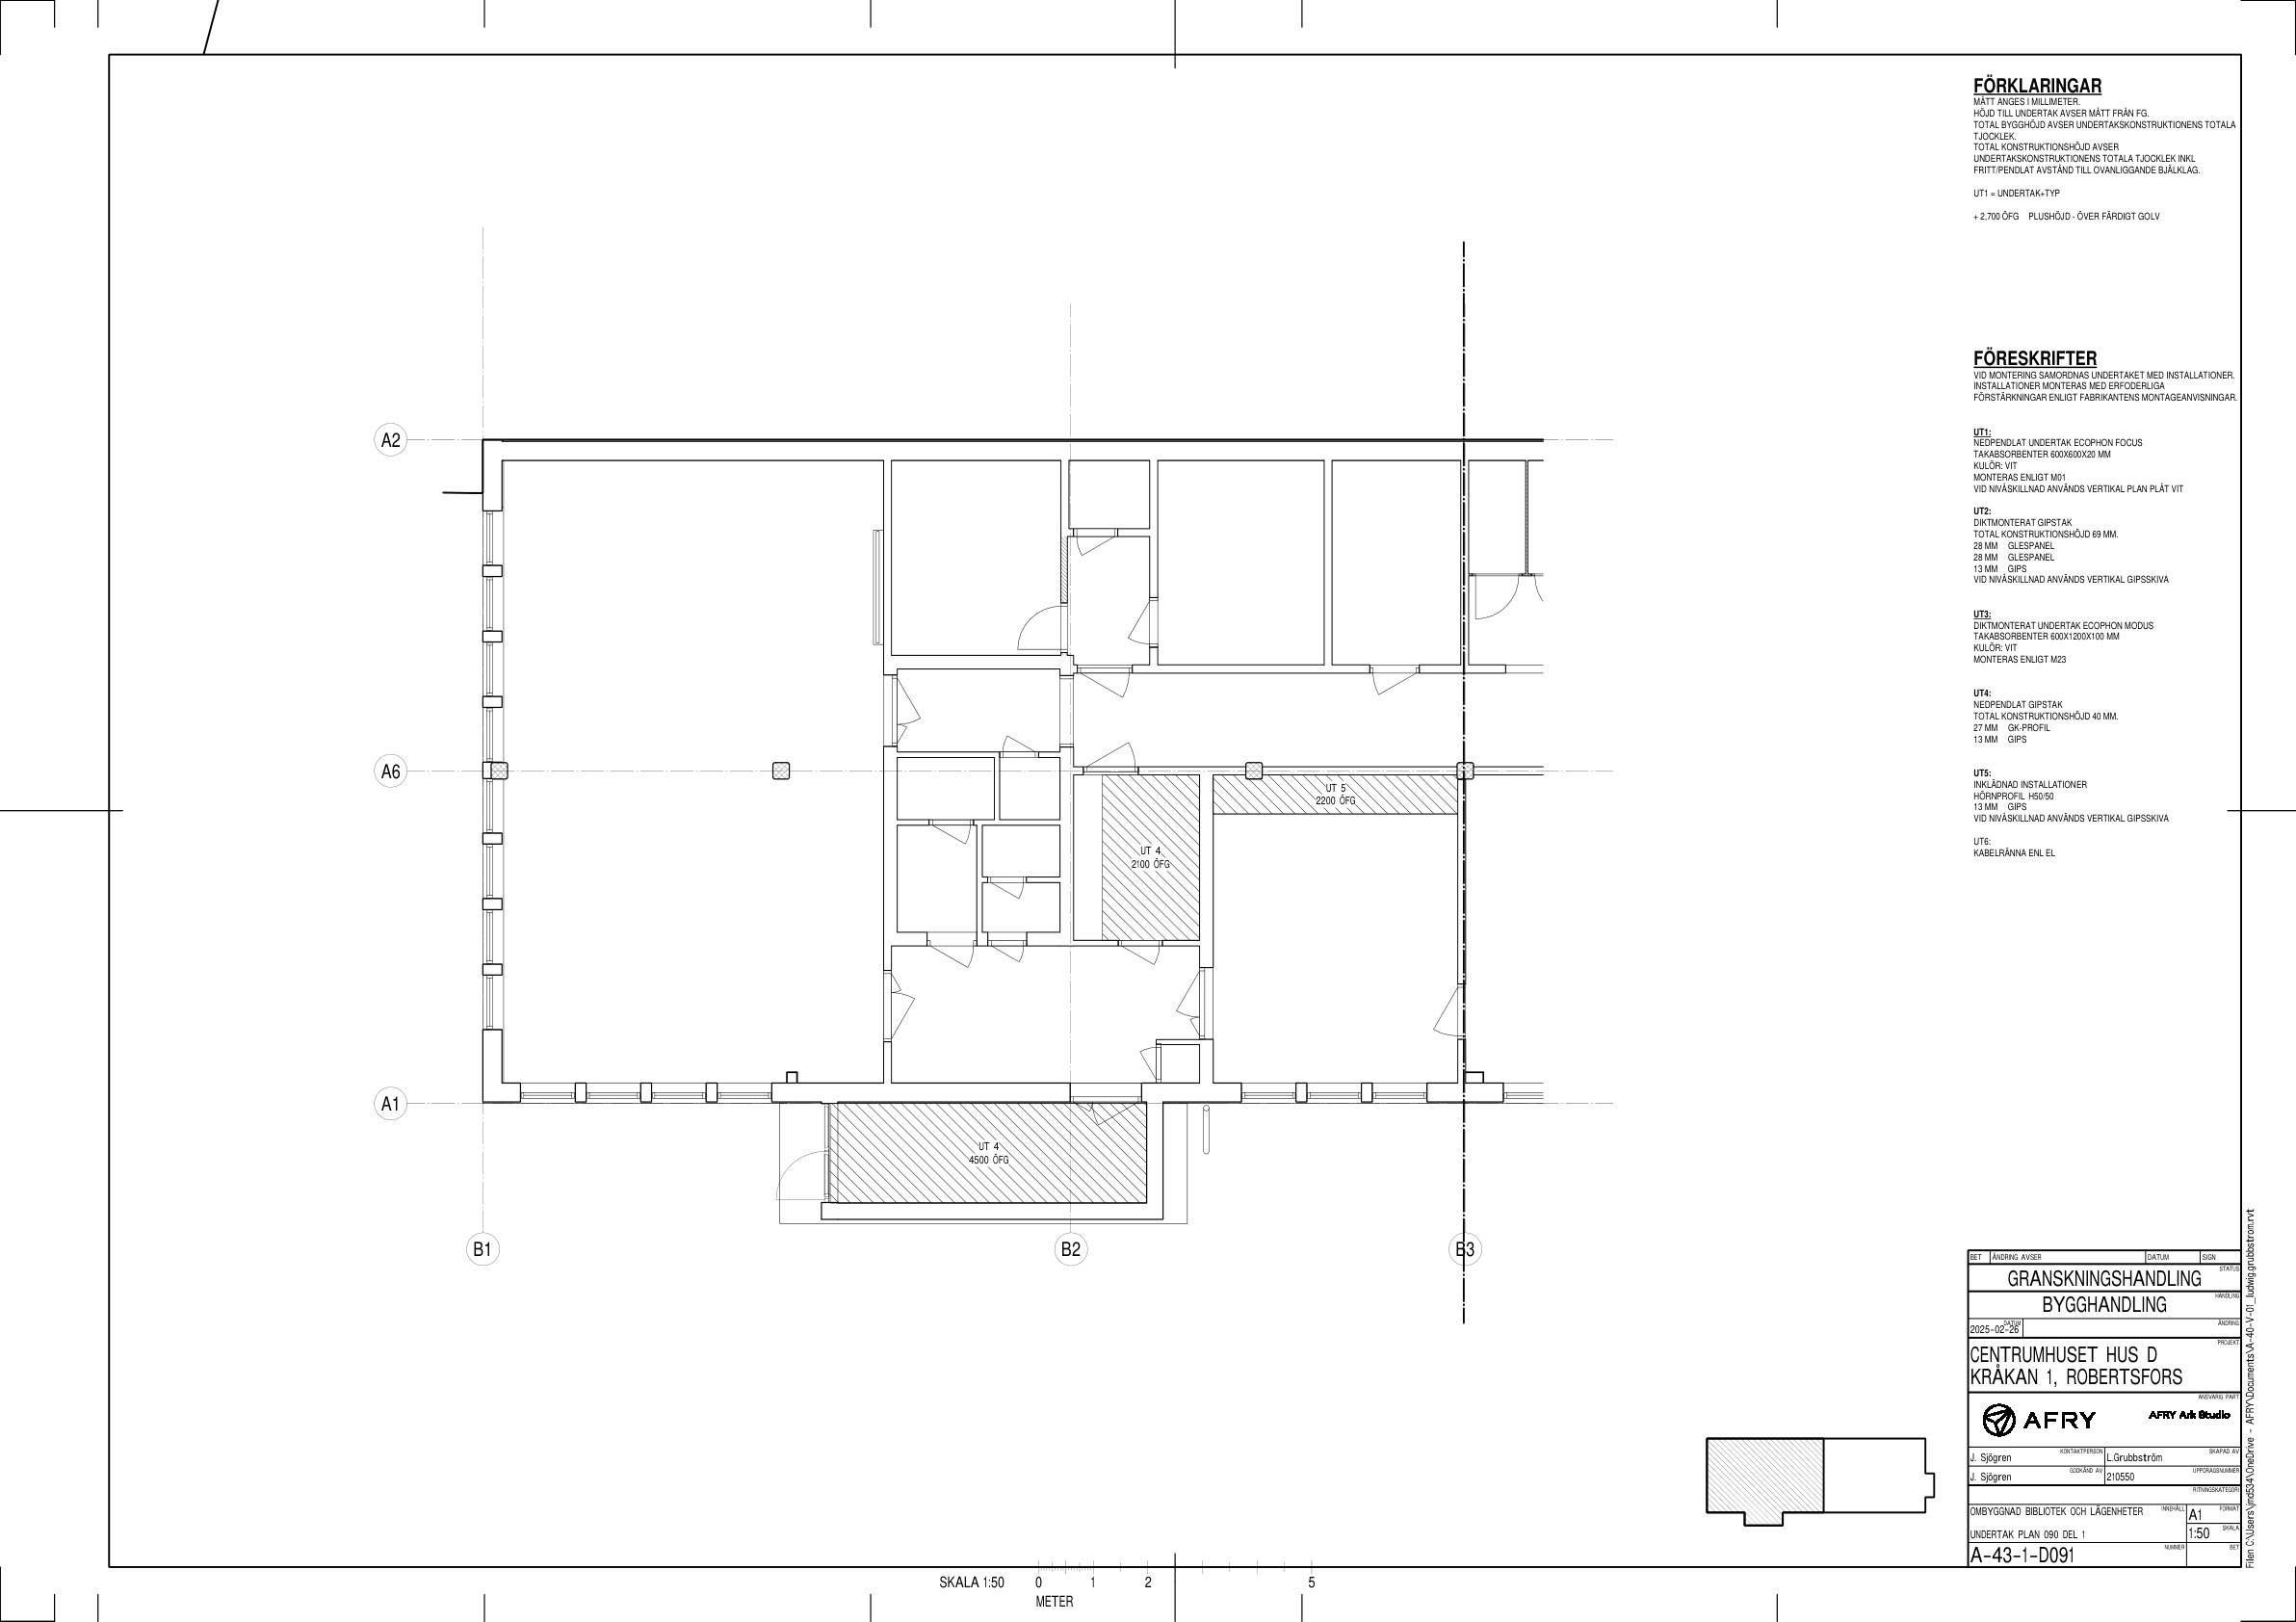 FÖRKLARINGAR
MÅTT ANGES I MILLIMETER.
HÖJD TILL UNDERTAK AVSER MÅTT FRÅN FG.
TOTAL BYGGHÖJD AVSER UNDERTAKSKONSTRUKTIONENS TOTALA
TJOCKLEK.
TOTAL KONSTRUKTIONSHÖJD AVSER
UNDERTAKSKONSTRUKTIONENS TOTALA TJOCKLEK INKL
FRITT/PENDLAT AVSTÅND TILL OVANLIGGANDE BJÄLKLAG.
UT1 = UNDERTAK+TYP
+ 2,700 ÖFG PLUSHÖJD - ÖVER FÄRDIGT GOLV
FÖRESKRIFTER
VID MONTERING SAMORDNAS UNDERTAKET MED INSTALLATIONER.
INSTALLATIONER MONTERAS MED ERFODERLIGA
FÖRSTÄRKNINGAR ENLIGT FABRIKANTENS MONTAGEANVISNINGAR.
UT1:
NEDPENDLAT UNDERTAK ECOPHON FOCUS
TAKABSORBENTER 600X600X20 MM
KULÖR: VIT
MONTERAS ENLIGT M01
VID NIVÅSKILLNAD ANVÄNDS VERTIKAL PLAN PLÅT VIT
UT2:
DIKTMONTERAT GIPSTAK
TOTAL KONSTRUKTIONSHÖJD 69 MM.
28 MM GLESPANEL
28 MM GLESPANEL
13 MM GIPS
VID NIVÅSKILLNAD ANVÄNDS VERTIKAL GIPSSKIVA
UT3:
DIKTMONTERAT UNDERTAK ECOPHON MODUS
TAKABSORBENTER 600X1200X100 MM
KULÖR: VIT
MONTERAS ENLIGT M23
UT4:
NEDPENDLAT GIPSTAK
TOTAL KONSTRUKTIONSHÖJD 40 MM.
27 MM GK-PROFIL
13 MM GIPS
UT5:
INKLÄDNAD INSTALLATIONER
HÖRNPROFIL H50/50
13 MM GIPS
VID NIVÅSKILLNAD ANVÄNDS VERTIKAL GIPSSKIVA
UT6:
KABELRÄNNA ENL EL
A2
A6
A1
B1
B2
B3
UT 5
2200 ÖFG
UT 4
2100 ÖFG
UT 4
4500 ÖFG
BET ÄNDRING AVSER DATUM SIGN
STATUS
GRANSKNINGSHANDLING
HANDLING
BYGGHANDLING
DATUM ÄNDRING
2025-02-26
PROJEKT
CENTRUMHUSET HUS D
KRÅKAN 1, ROBERTSFORS
ANSVARIG PART
AFRY
AFRY Ark Studio
KONTAKTPERSON SKAPAD AV
J. Sjögren L.Grubbström
GODKÄND AV UPPDRAGSNUMMER
J. Sjögren 210550
RITNINGSKATEGORI
INNEHÅLL FORMAT
OMBYGGNAD BIBLIOTEK OCH LÄGENHETER A1
SKALA
UNDERTAK PLAN 090 DEL 1 1:50
NUMMER BET
A-43-1-D091
Filen C:\Users\jnd534\OneDrive - AFRY\Documents\A-40-V-01_ludwig.grubbstrom.rvt
SKALA 1:50 0 1 2 5
METER